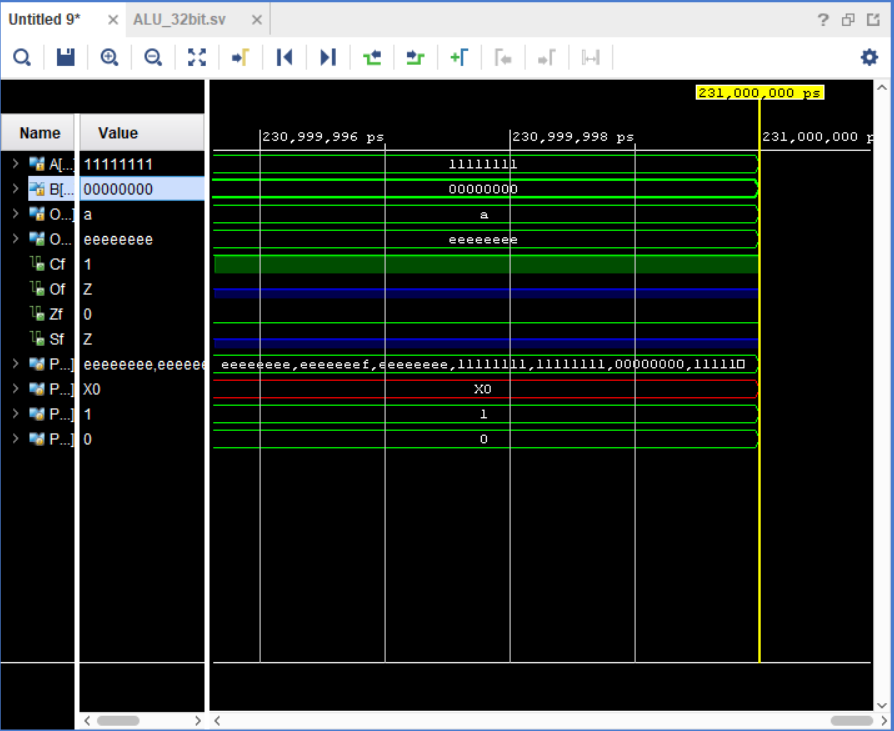 Untitled 9* × ALU_32bit.sv × ?
231,000,000 ps
Name Value 230,999,996 ps 230,999,998 ps 231,000,000 p
A[...] 11111111 11111111
B[... 00000000 00000000
O...] a a
O... eeeeeeee eeeeeeee
Cf 1
Of Z
Zf 0
Sf Z
P...] eeeeeeee,eeeeee eeeeeeee,eeeeeeef,eeeeeeee,11111111,11111111,00000000,11111
P...] X0 X0
P...] 1 1
P...] 0 0